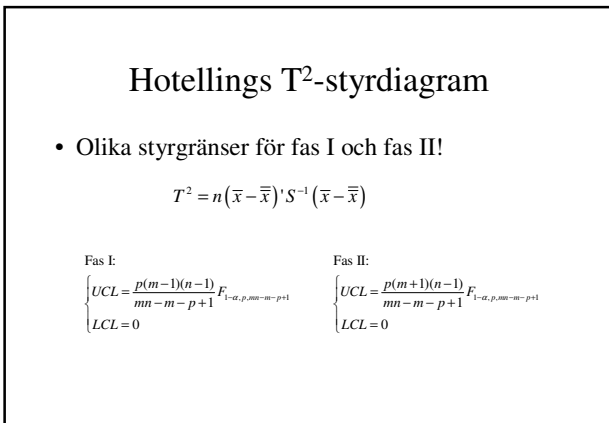 Hotellings T²-styrdiagram
• Olika styrgränser för fas I och fas II!
T² = n(x̅ − x̿)'S⁻¹(x̅ − x̿)
Fas I:
{UCL = p(m−1)(n−1)/(mn−m−p+1) F₁₋α,p,mn−m−p+1
LCL = 0
Fas II:
{UCL = p(m+1)(n−1)/(mn−m−p+1) F₁₋α,p,mn−m−p+1
LCL = 0